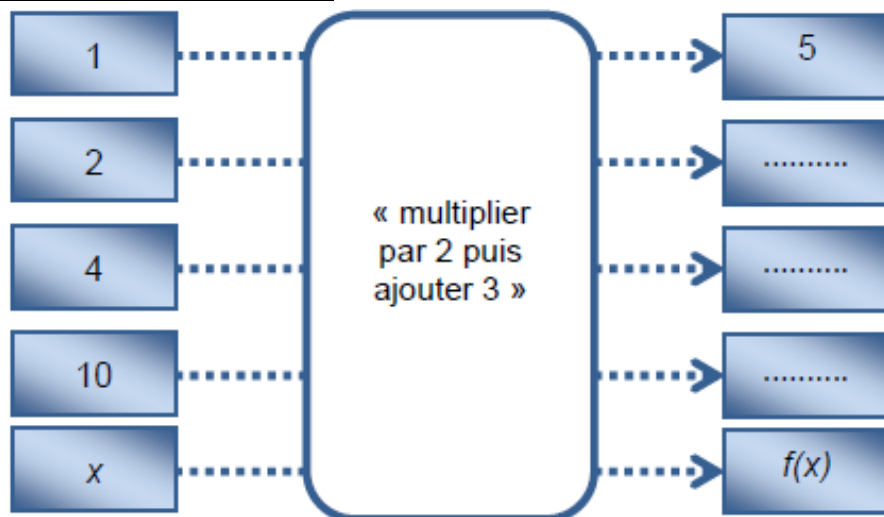 1
5
2
..........
« multiplier
par 2 puis
ajouter 3 »
4
..........
10
..........
x
f(x)